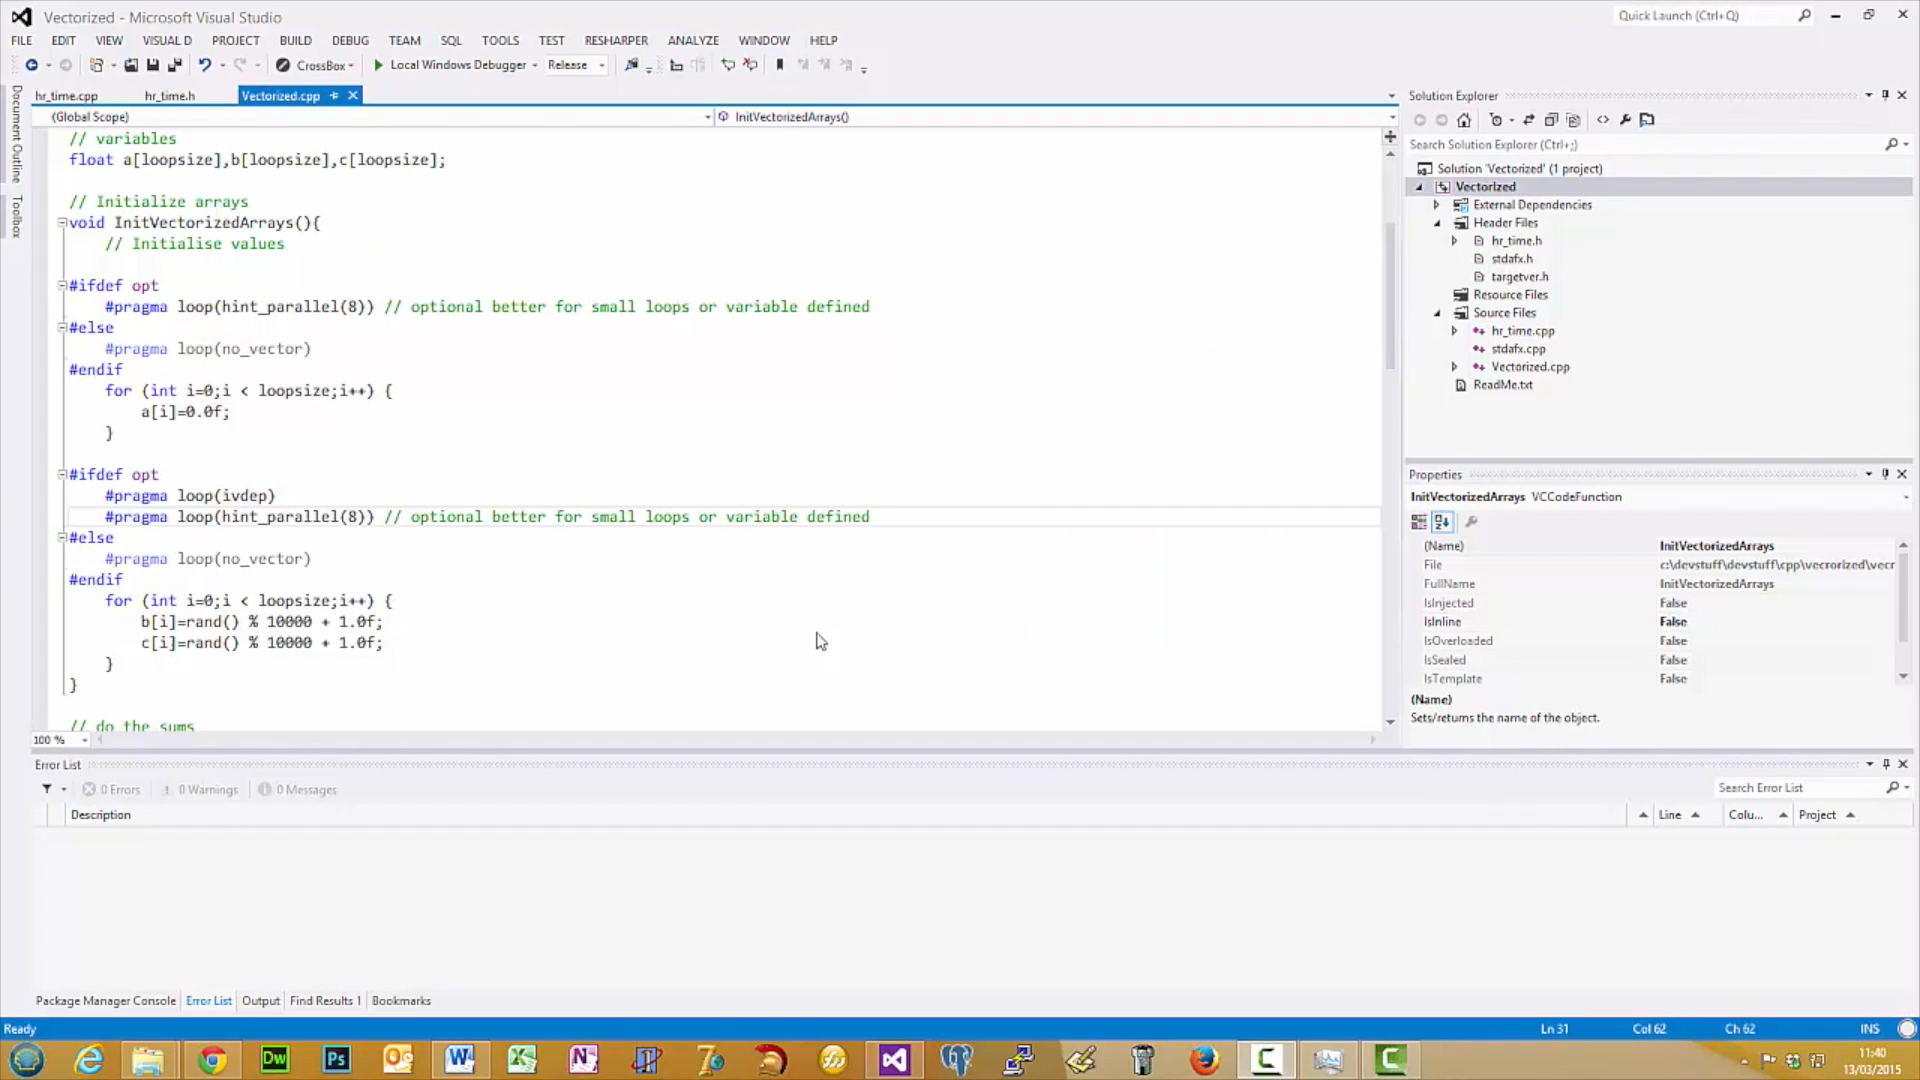 Vectorized - Microsoft Visual Studio
Quick Launch (Ctrl+Q)
FILE EDIT VIEW VISUAL D PROJECT BUILD DEBUG TEAM SQL TOOLS TEST RESHARPER ANALYZE WINDOW HELP
CrossBox Local Windows Debugger Release
Document Outline
Toolbox
hr_time.cpp hr_time.h Vectorized.cpp
(Global Scope) InitVectorizedArrays()
// variables
float a[loopsize],b[loopsize],c[loopsize];
// Initialize arrays
void InitVectorizedArrays(){
// Initialise values
#ifdef opt
#pragma loop(hint_parallel(8)) // optional better for small loops or variable defined
#else
#pragma loop(no_vector)
#endif
for (int i=0;i < loopsize;i++) {
a[i]=0.0f;
}
#ifdef opt
#pragma loop(ivdep)
#pragma loop(hint_parallel(8)) // optional better for small loops or variable defined
#else
#pragma loop(no_vector)
#endif
for (int i=0;i < loopsize;i++) {
b[i]=rand() % 10000 + 1.0f;
c[i]=rand() % 10000 + 1.0f;
}
}
// do the sums
100 %
Solution Explorer
Search Solution Explorer (Ctrl+;)
Solution 'Vectorized' (1 project)
Vectorized
External Dependencies
Header Files
hr_time.h
stdafx.h
targetver.h
Resource Files
Source Files
hr_time.cpp
stdafx.cpp
Vectorized.cpp
ReadMe.txt
Properties
InitVectorizedArrays VCCodeFunction
(Name) InitVectorizedArrays
File c:\devstuff\devstuff\cpp\vecrorized\vecr
FullName InitVectorizedArrays
IsInjected False
IsInline False
IsOverloaded False
IsSealed False
IsTemplate False
(Name)
Sets/returns the name of the object.
Error List
0 Errors 0 Warnings 0 Messages
Search Error List
Description Line Colu... Project
Package Manager Console Error List Output Find Results 1 Bookmarks
Ready Ln 31 Col 62 Ch 62 INS
Dw Ps
11:40
13/03/2015